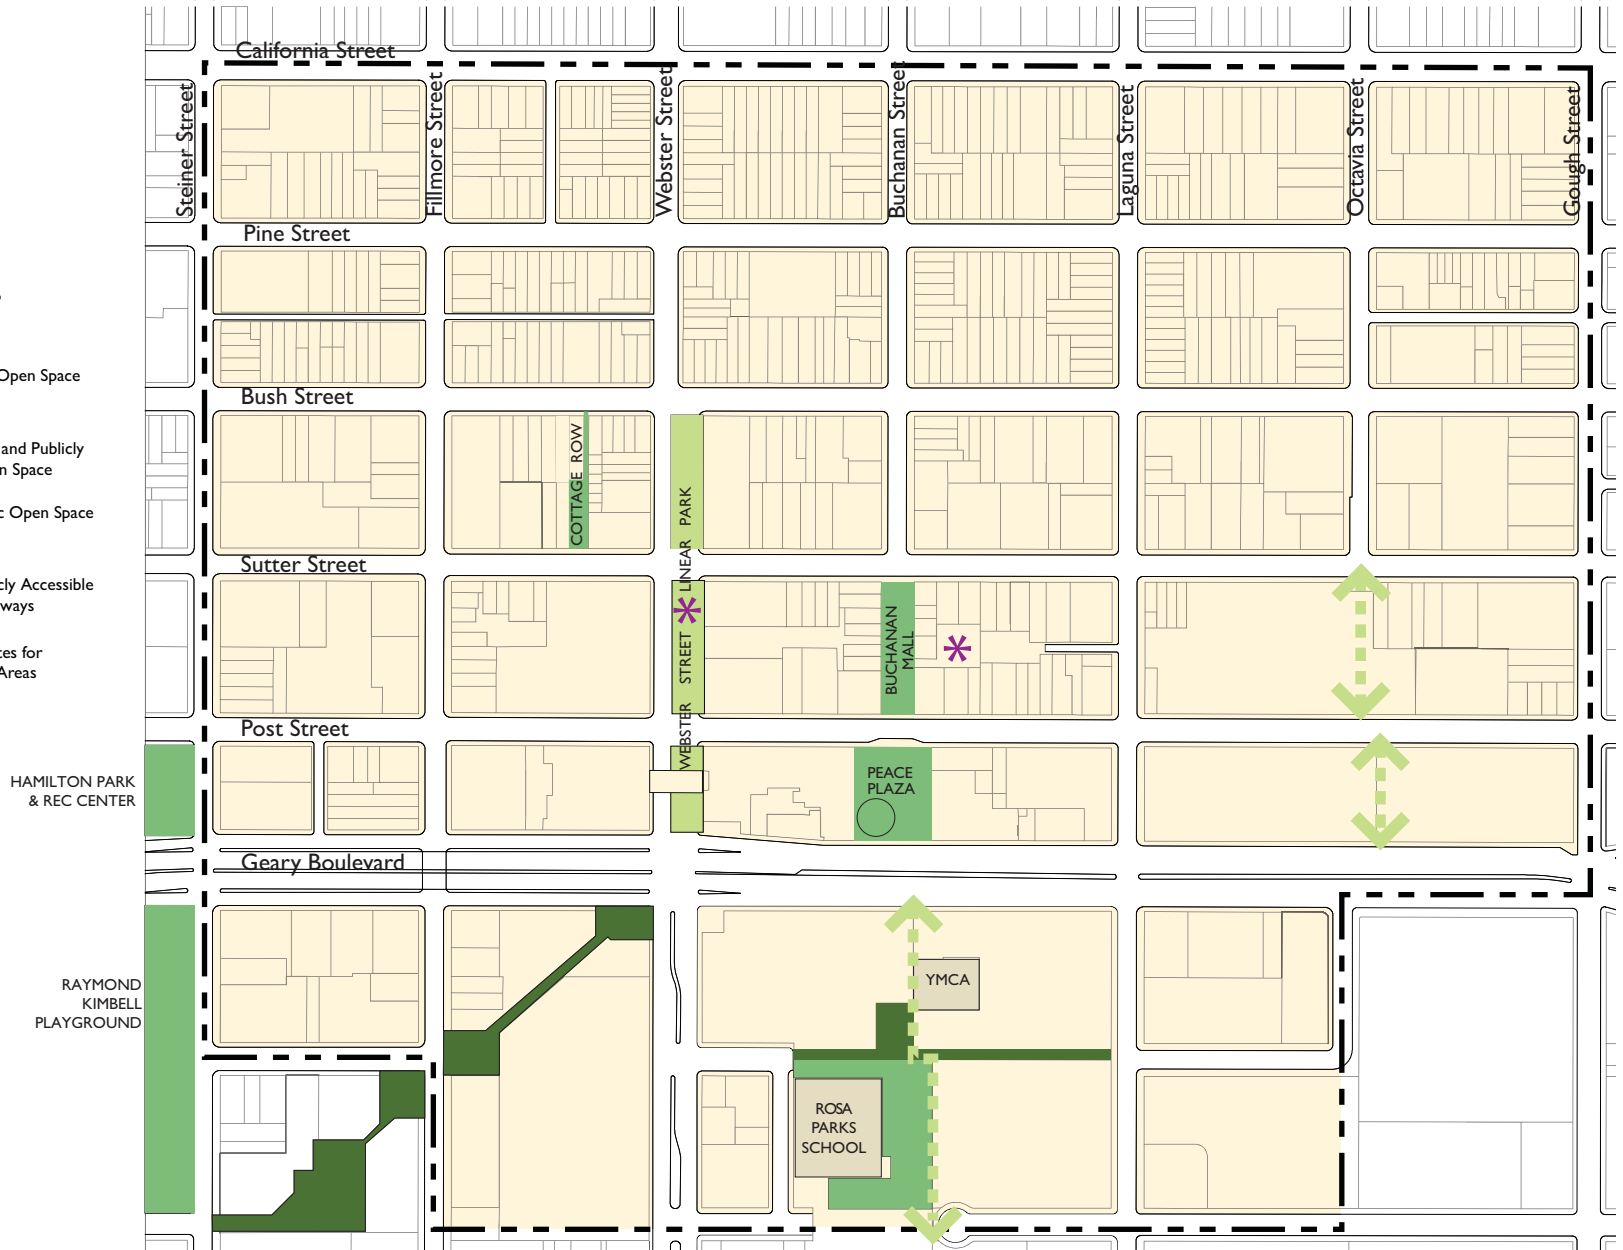 California Street
Steiner Street
Fillmore Street
Webster Street
Buchanan Street
Laguna Street
Octavia Street
Gough Street
Pine Street
Open Space
Bush Street
and Publicly
n Space
COTTAGE ROW
c Open Space
Sutter Street
cly Accessible
ways
WEBSTER STREET LINEAR PARK
BUCHANAN
MALL
tes for
Areas
Post Street
HAMILTON PARK
& REC CENTER
PEACE
PLAZA
Geary Boulevard
YMCA
RAYMOND
KIMBELL
PLAYGROUND
ROSA
PARKS
SCHOOL